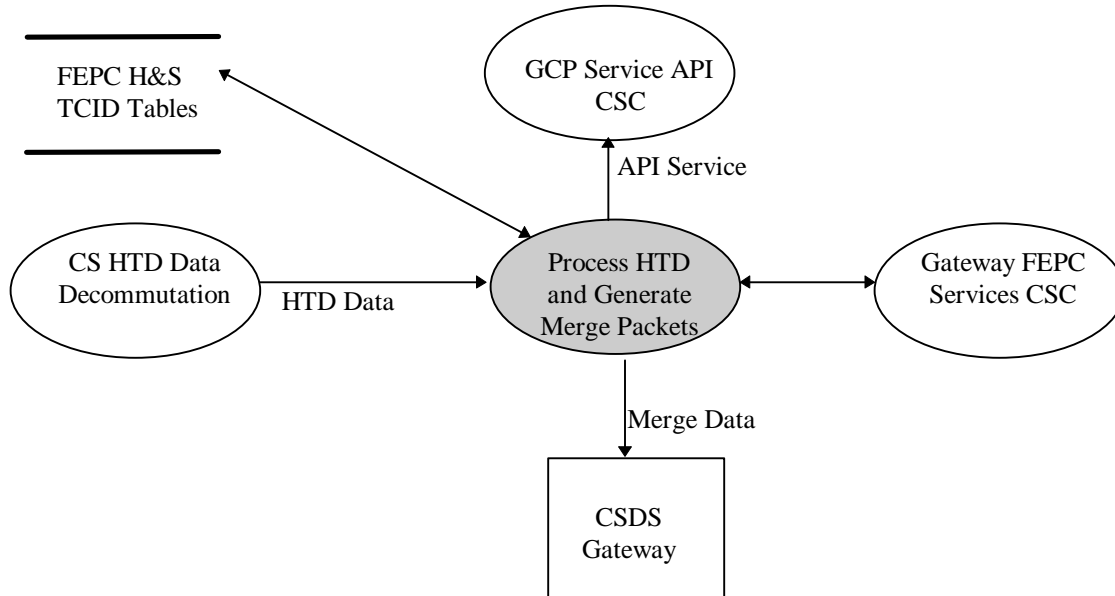 FEPC H&S
TCID Tables
GCP Service API
CSC
API Service
CS HTD Data
Decommutation
HTD Data
Process HTD
and Generate
Merge Packets
Gateway FEPC
Services CSC
Merge Data
CSDS
Gateway